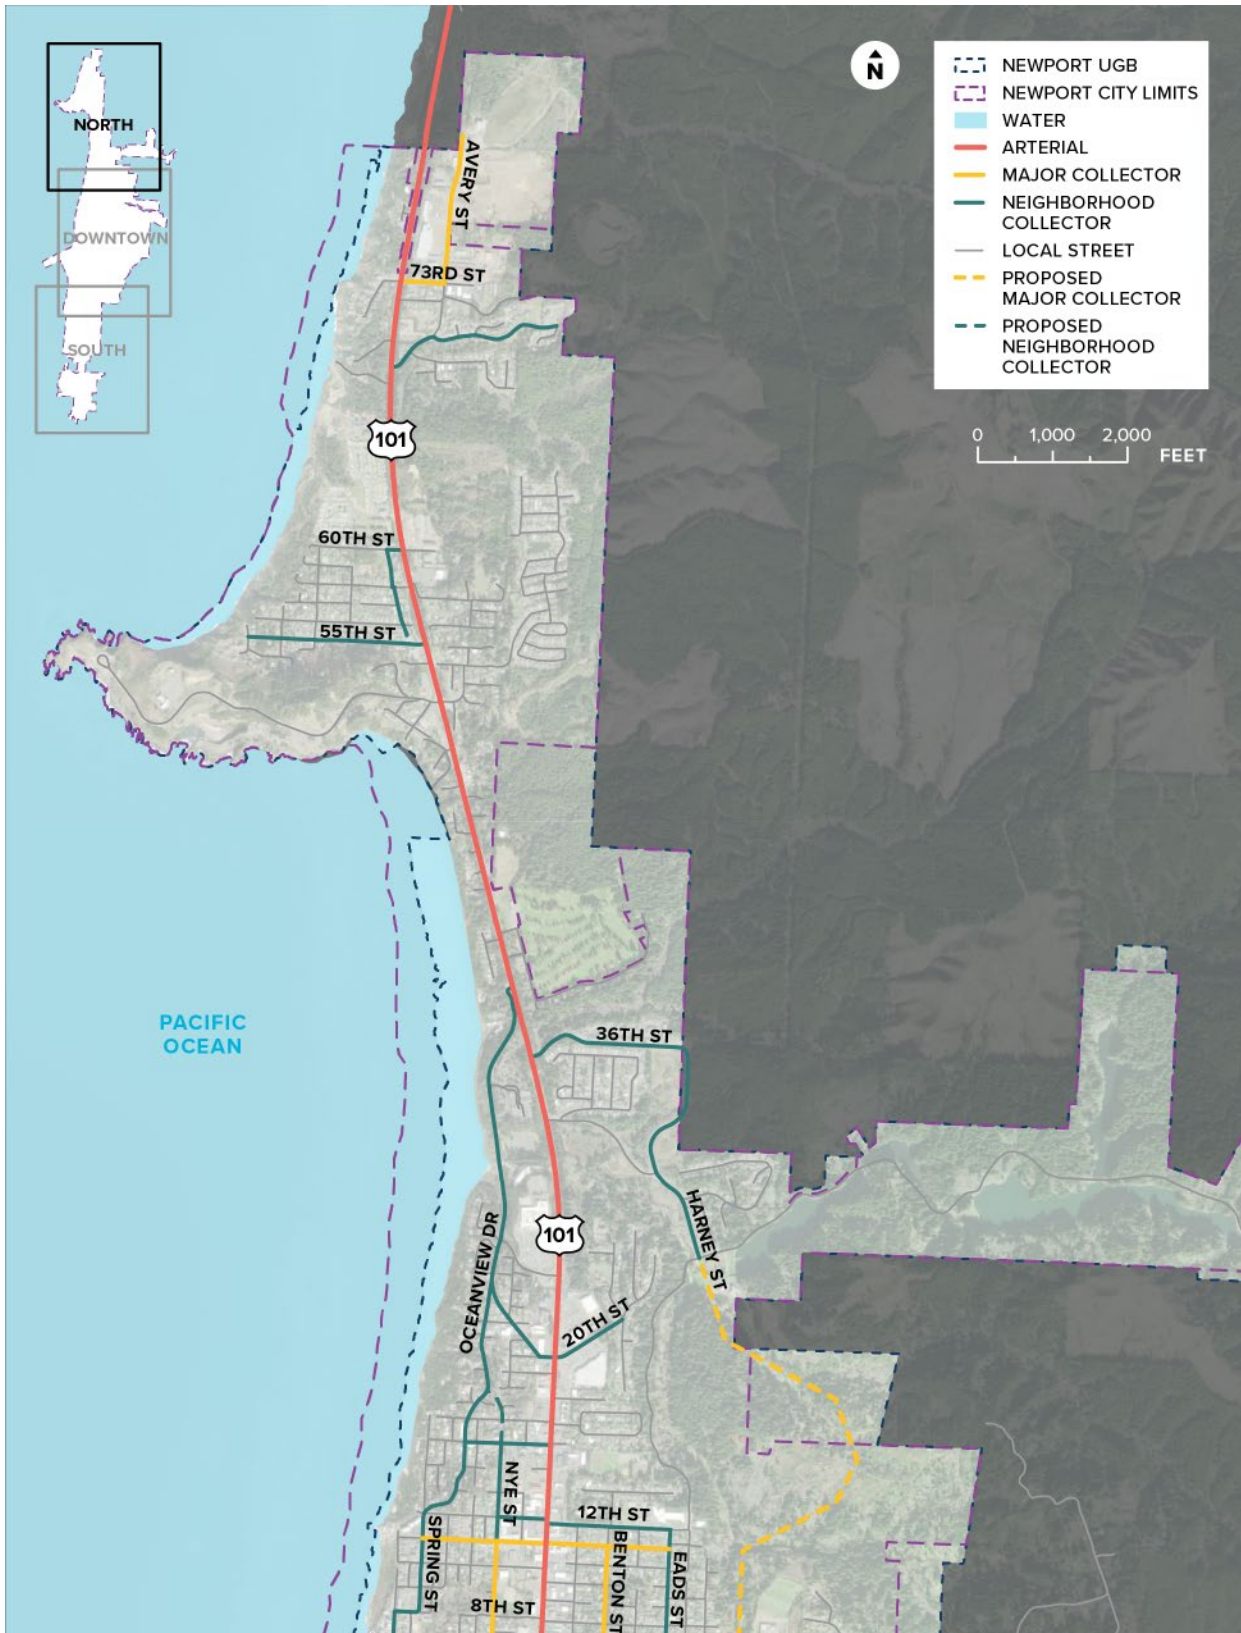 NORTH
DOWNTOWN
SOUTH
N
NEWPORT UGB
NEWPORT CITY LIMITS
WATER
ARTERIAL
MAJOR COLLECTOR
NEIGHBORHOOD
COLLECTOR
LOCAL STREET
PROPOSED
MAJOR COLLECTOR
PROPOSED
NEIGHBORHOOD
COLLECTOR
0 1,000 2,000
FEET
AVERY ST
73RD ST
101
60TH ST
55TH ST
PACIFIC
OCEAN
36TH ST
HARNEY ST
101
OCEANVIEW DR
20TH ST
NYE ST
12TH ST
SPRING ST
BENTON ST
EADS ST
8TH ST